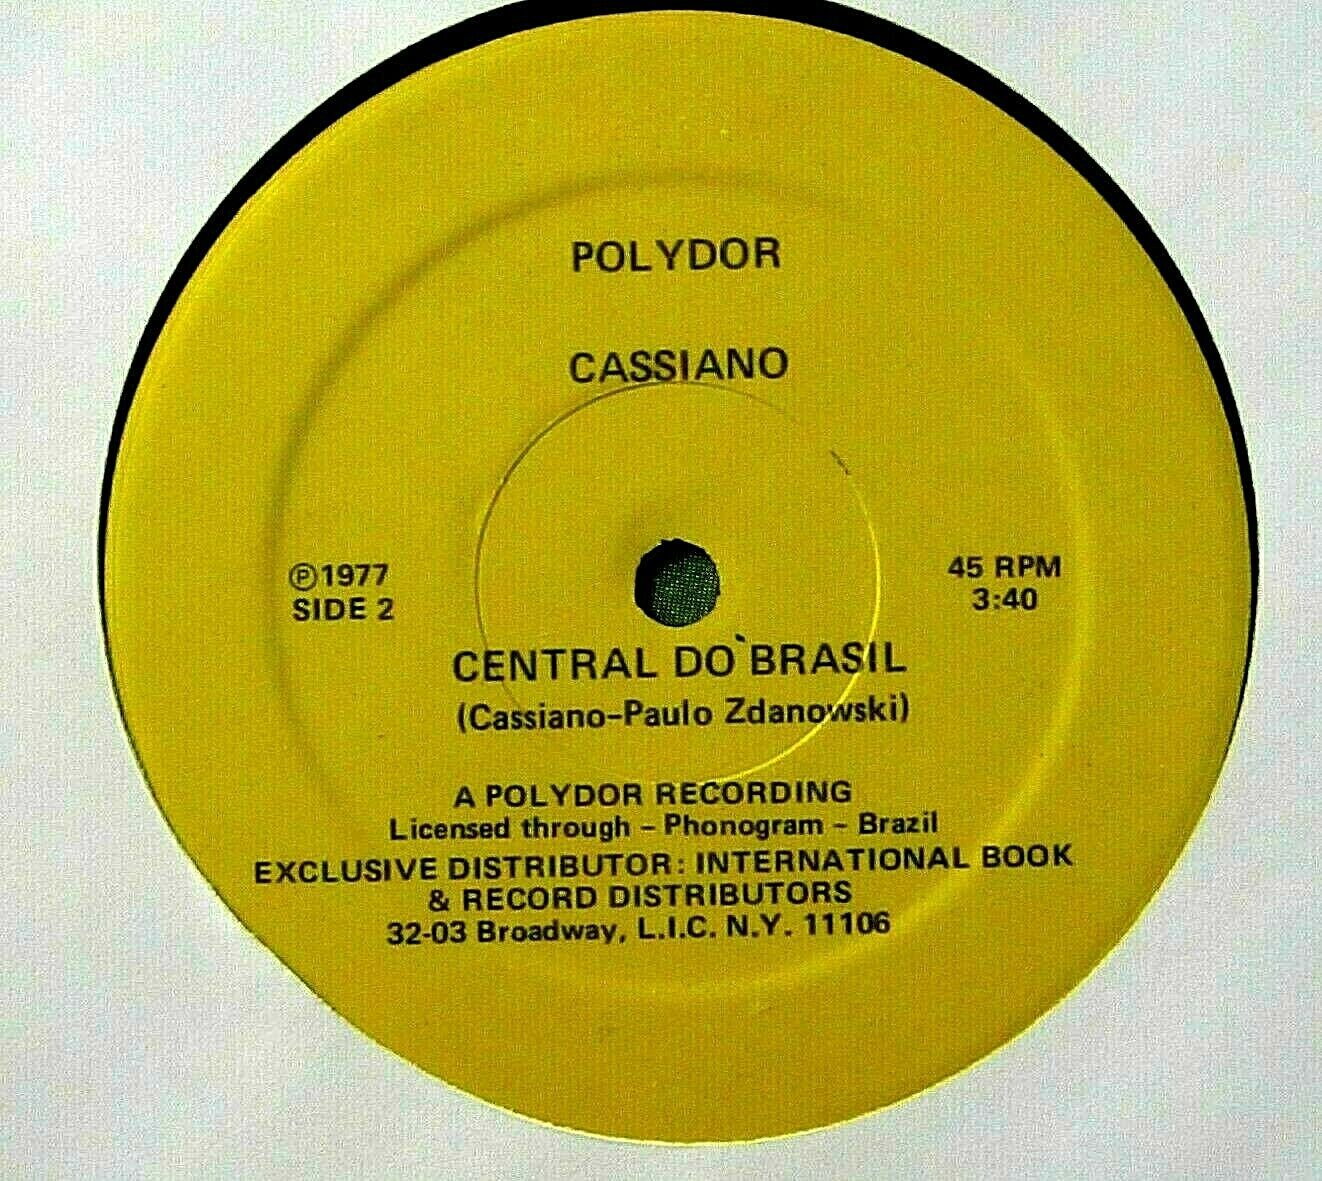 POLYDOR
CASSIANO
℗1977
SIDE 2
45 RPM
3:40
CENTRAL DO BRASIL
(Cassiano-Paulo Zdanowski)
A POLYDOR RECORDING
Licensed through - Phonogram - Brazil
EXCLUSIVE DISTRIBUTOR: INTERNATIONAL BOOK
& RECORD DISTRIBUTORS
32-03 Broadway, L.I.C. N.Y. 11106